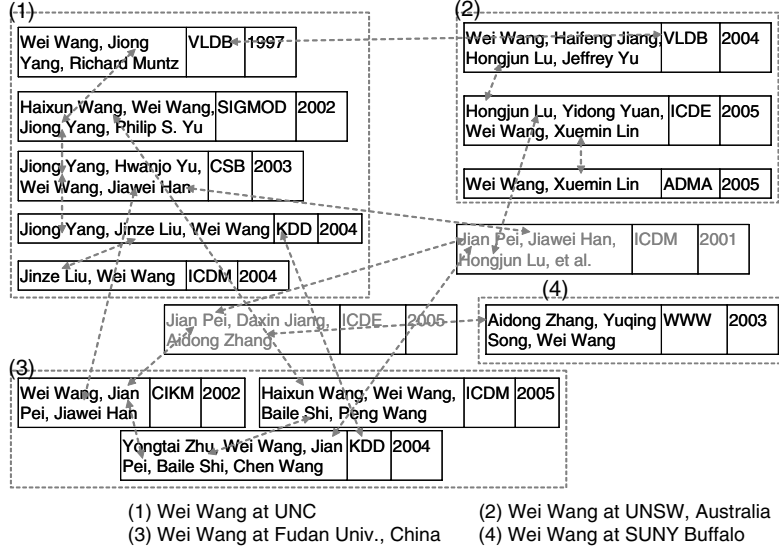 (1)
Wei Wang, Jiong Yang, Richard Muntz VLDB 1997
Haixun Wang, Wei Wang, Jiong Yang, Philip S. Yu SIGMOD 2002
Jiong Yang, Hwanjo Yu, Wei Wang, Jiawei Han CSB 2003
Jiong Yang, Jinze Liu, Wei Wang KDD 2004
Jinze Liu, Wei Wang ICDM 2004
(2)
Wei Wang, Haifeng Jiang, Hongjun Lu, Jeffrey Yu VLDB 2004
Hongjun Lu, Yidong Yuan, Wei Wang, Xuemin Lin ICDE 2005
Wei Wang, Xuemin Lin ADMA 2005
Jian Pei, Jiawei Han, Hongjun Lu, et al. ICDM 2001
Jian Pei, Daxin Jiang, Aidong Zhang ICDE 2005
(4)
Aidong Zhang, Yuqing Song, Wei Wang WWW 2003
(3)
Wei Wang, Jian Pei, Jiawei Han CIKM 2002
Haixun Wang, Wei Wang, Baile Shi, Peng Wang ICDM 2005
Yongtai Zhu, Wei Wang, Jian Pei, Baile Shi, Chen Wang KDD 2004
(1) Wei Wang at UNC
(2) Wei Wang at UNSW, Australia
(3) Wei Wang at Fudan Univ., China
(4) Wei Wang at SUNY Buffalo